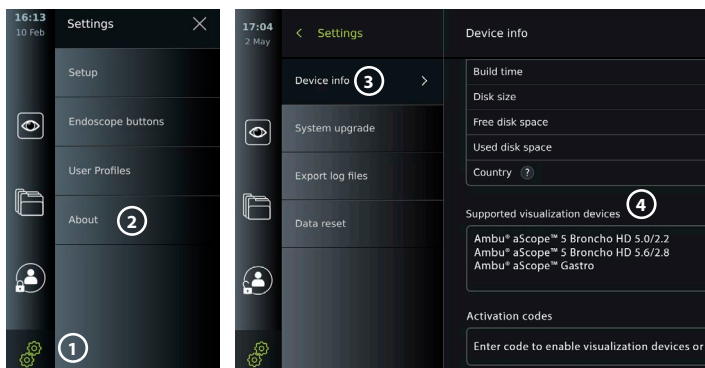 16:13
10 Feb
Settings
Setup
Endoscope buttons
User Profiles
About
2
1
17:04
2 May
Settings
Device info
3
System upgrade
Export log files
Data reset
Device info
Build time
Disk size
Free disk space
Used disk space
Country ?
Supported visualization devices
4
Ambu® aScope™ 5 Broncho HD 5.0/2.2
Ambu® aScope™ 5 Broncho HD 5.6/2.8
Ambu® aScope™ Gastro
Activation codes
Enter code to enable visualization devices or